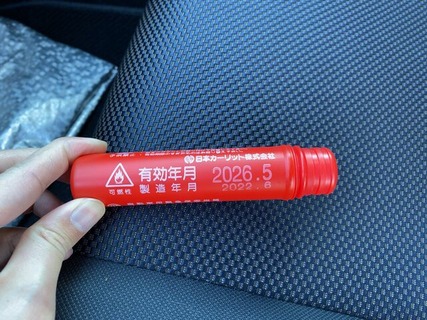 日本カーリット株式会社
有効年月 2026.5
可燃性 製造年月 2022.6